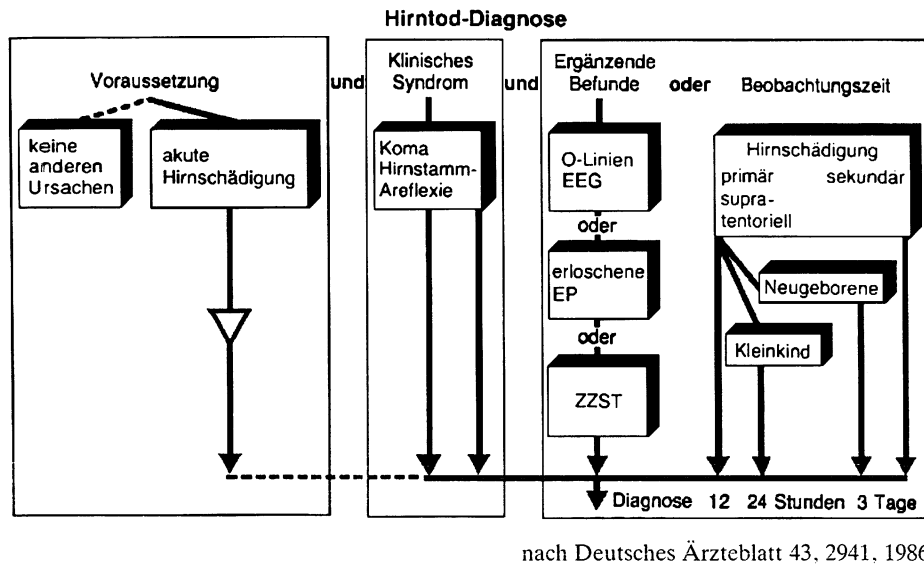 Hirntod-Diagnose
Voraussetzung
keine
anderen
Ursachen
akute
Hirnschädigung
und
Klinisches
Syndrom
Koma
Hirnstamm-
Areflexie
und
Ergänzende
Befunde
oder
Beobachtungszeit
O-Linien
EEG
oder
erloschene
EP
oder
ZZST
Hirnschädigung
primär sekundär
supra-
tentoriell
Neugeborene
Kleinkind
Diagnose 12 24 Stunden 3 Tage
nach Deutsches Ärzteblatt 43, 2941, 1986